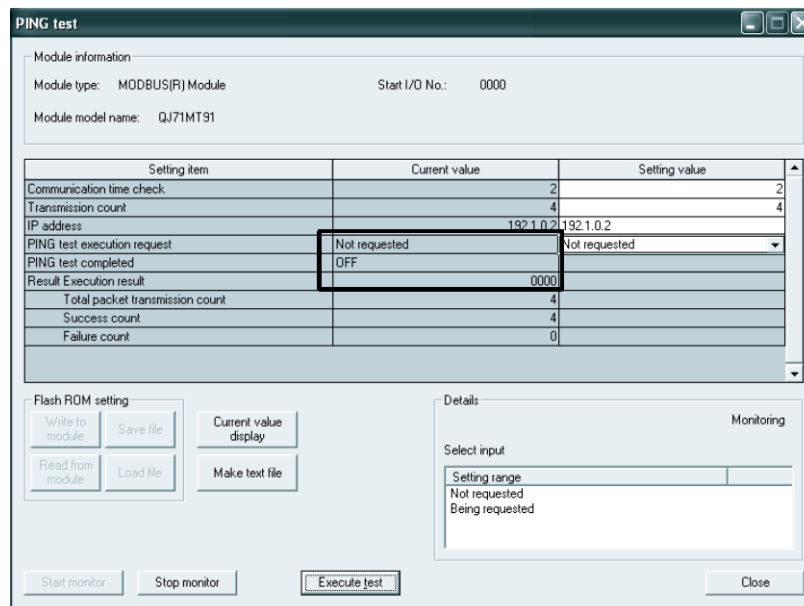 PING test
Module information
Module type: MODBUS(R) Module Start I/O No.: 0000
Module model name: QJ71MT91
Setting item Current value Setting value
Communication time check 2 2
Transmission count 4 4
IP address 192.1.0.2 192.1.0.2
PING test execution request Not requested Not requested
PING test completed OFF
Result Execution result 0000
Total packet transmission count 4
Success count 4
Failure count 0
Flash ROM setting
Write to module
Save file
Current value display
Read from module
Load file
Make text file
Details
Monitoring
Select input
Setting range
Not requested
Being requested
Start monitor Stop monitor Execute test Close